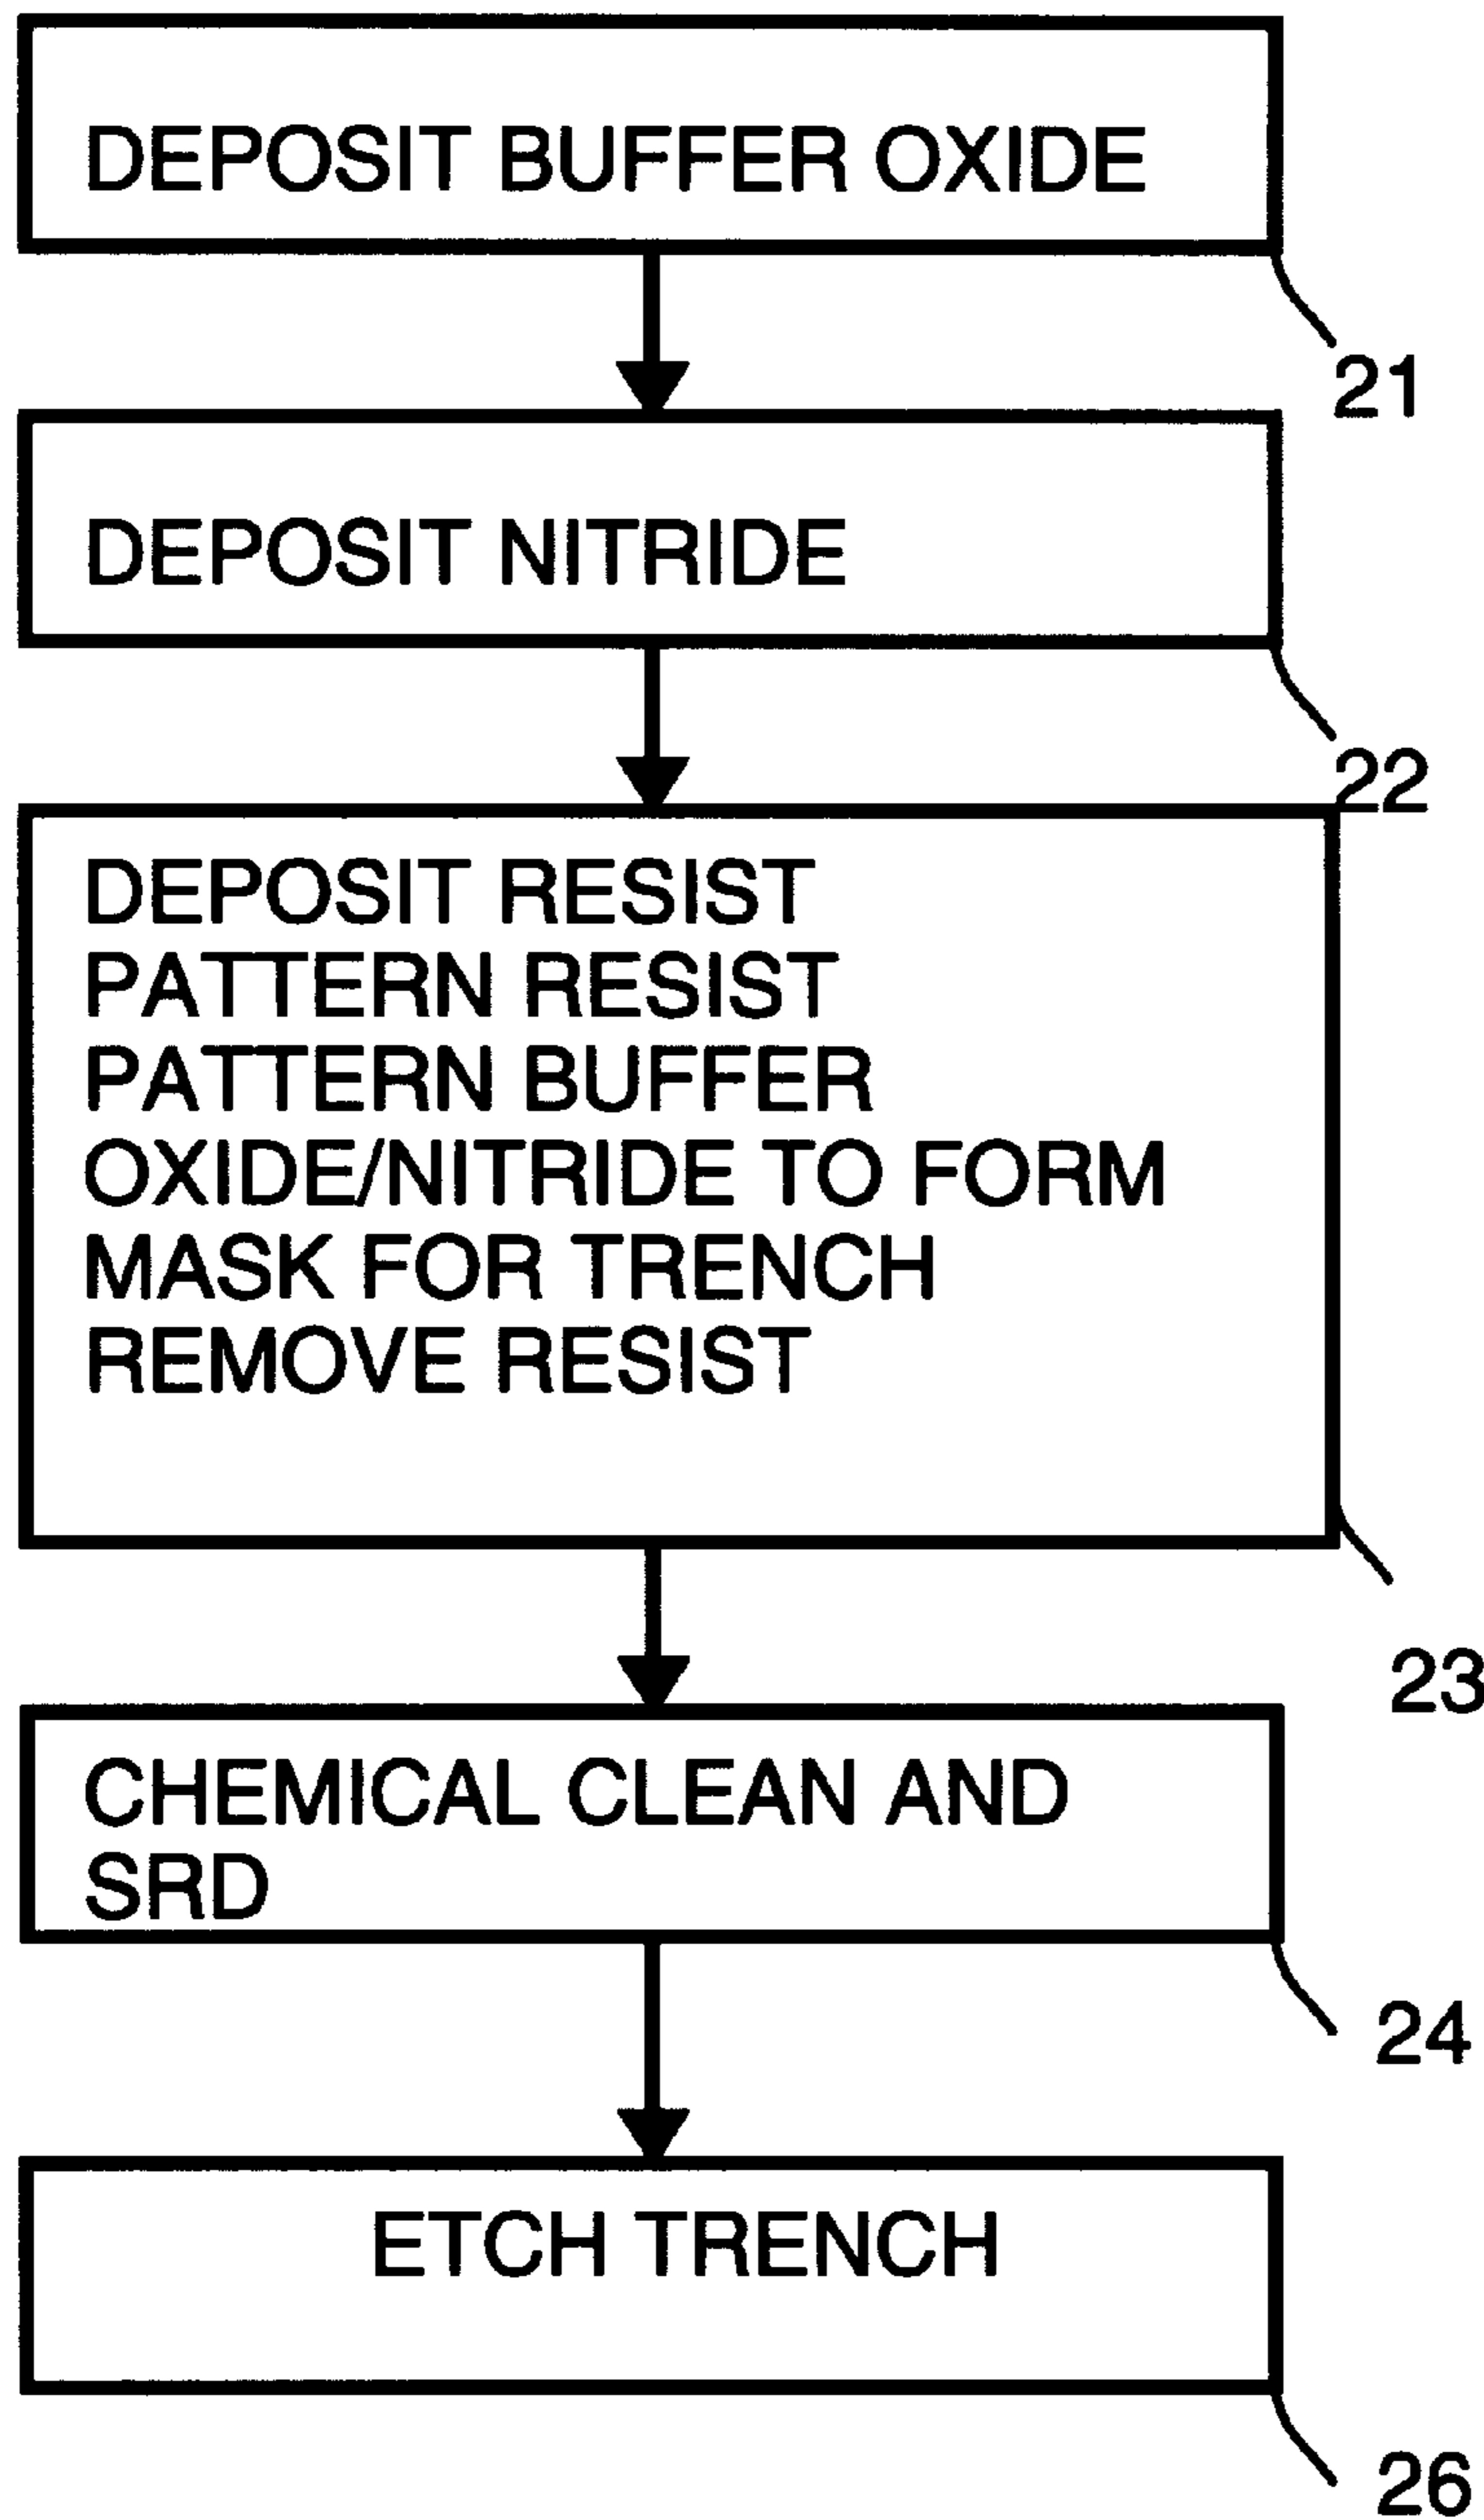 DEPOSIT BUFFER OXIDE
21
DEPOSIT NITRIDE
22
DEPOSIT RESIST
PATTERN RESIST
PATTERN BUFFER
OXIDE/NITRIDE TO FORM
MASK FOR TRENCH
REMOVE RESIST
23
CHEMICAL CLEAN AND
SRD
24
ETCH TRENCH
26